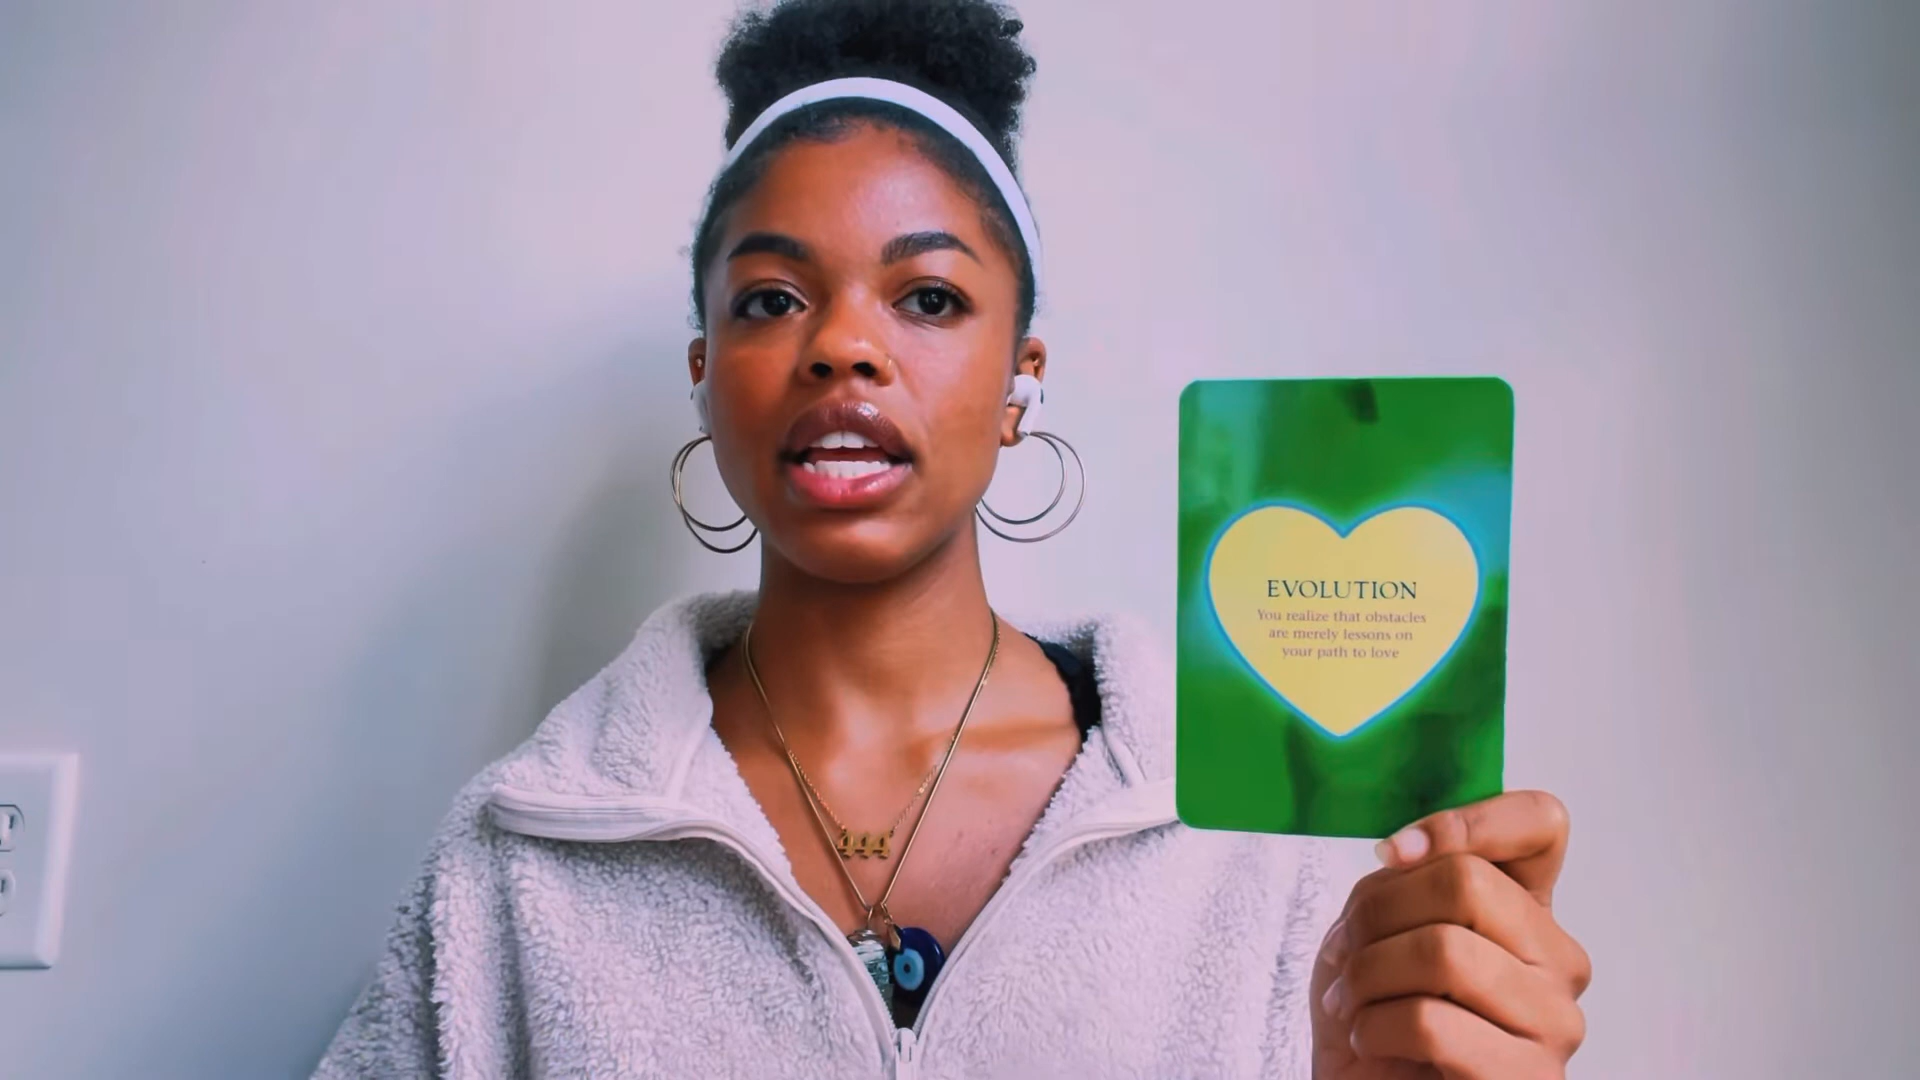 EVOLUTION
You realize that obstacles
are merely lessons on
your path to love
444